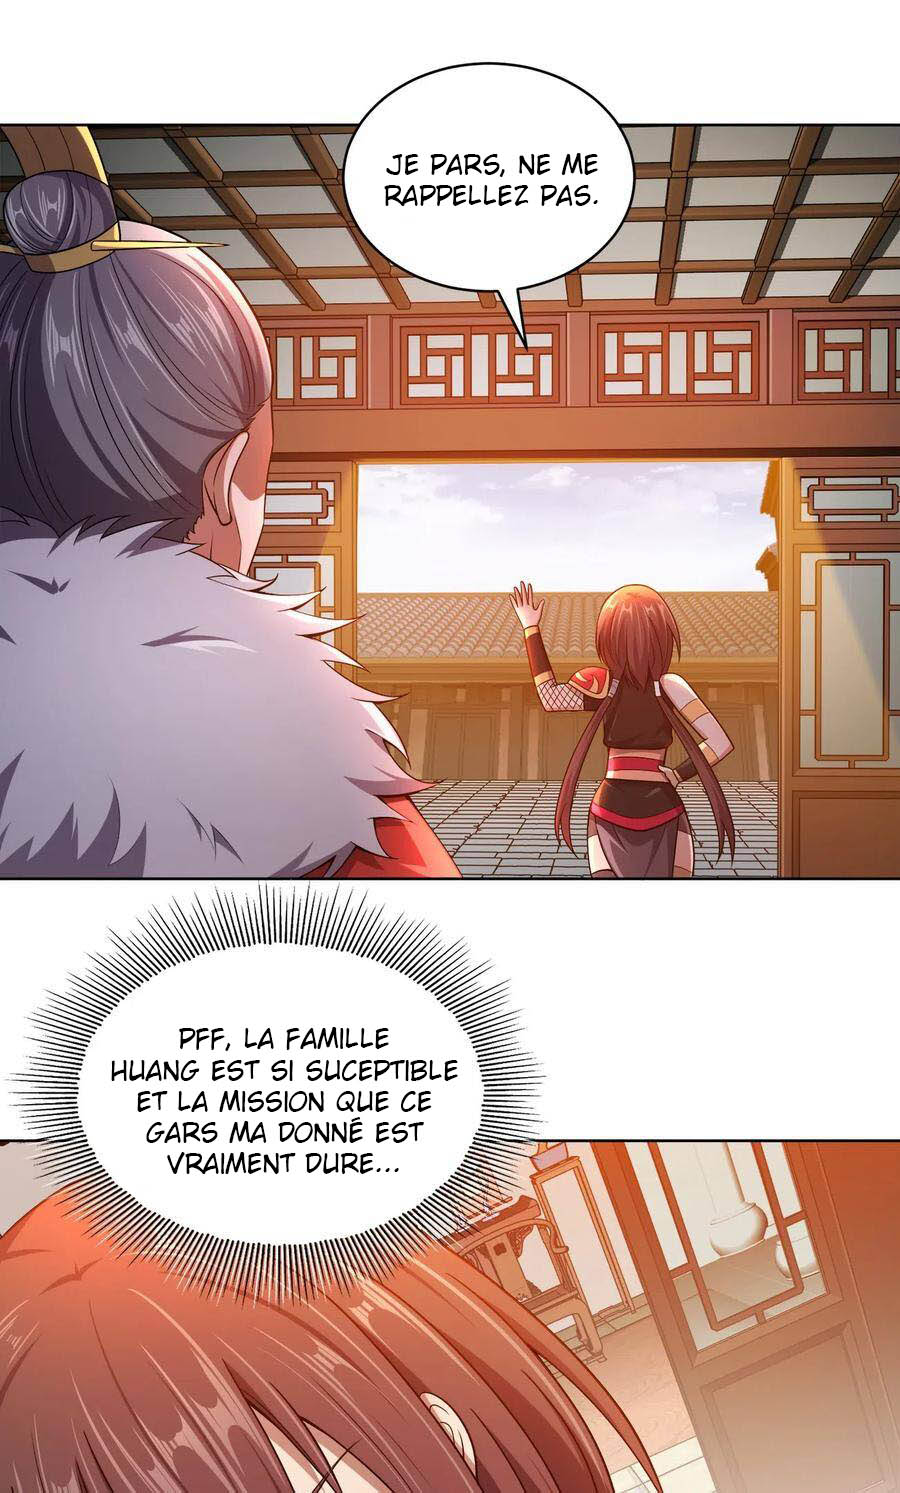 JE PARS, NE ME
RAPPELLEZ PAS.
PFF, LA FAMILLE
HUANG EST SI SUCEPTIBLE
ET LA MISSION QUE CE
GARS MA DONNÉ EST
VRAIMENT DURE...